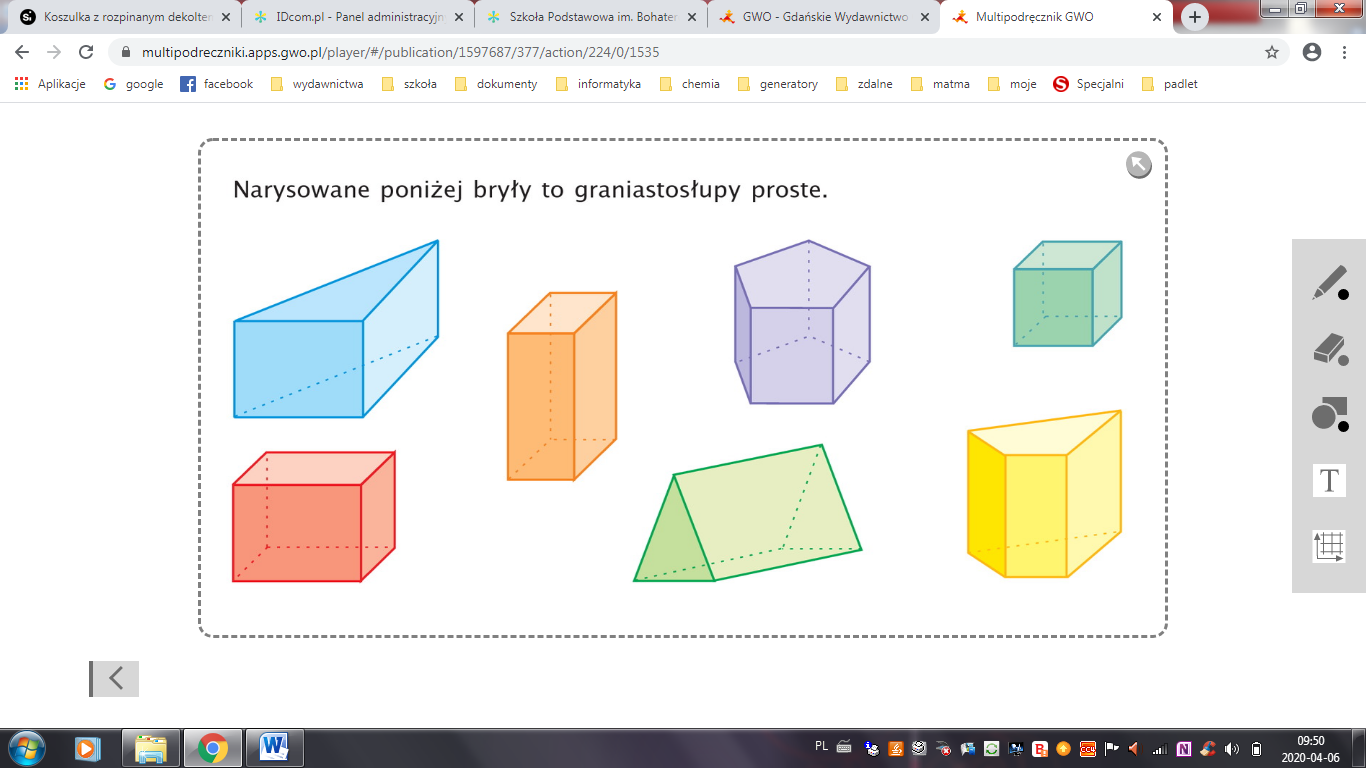 Koszulka z rozpinanym dekolten
IDcom.pl - Panel administracyjn
Szkoła Podstawowa im. Bohater
GWO - Gdańskie Wydawnictwo
Multipodręcznik GWO
multipodreczniki.apps.gwo.pl/player/#/publication/1597687/377/action/224/0/1535
Aplikacje google facebook wydawnictwa szkoła dokumenty informatyka chemia generatory zdalne matma moje Specjalni padlet
Narysowane poniżej bryły to graniastosłupy proste.
T
PL
09:50
2020-04-06